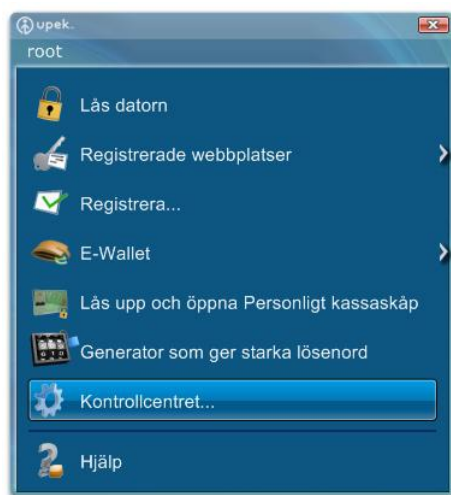 upek.
root
Lås datorn
Registrerade webbplatser
Registrera...
E-Wallet
Lås upp och öppna Personligt kassaskåp
Generator som ger starka lösenord
Kontrollcentret...
Hjälp